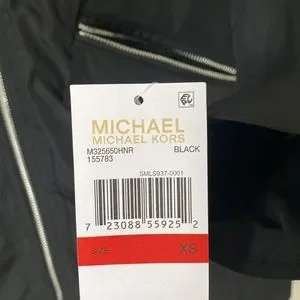 MICHAEL
MICHAEL KORS
M325650HNR BLACK
155783
SMLS937-0001
7 23088 55925 2
SIZE XS